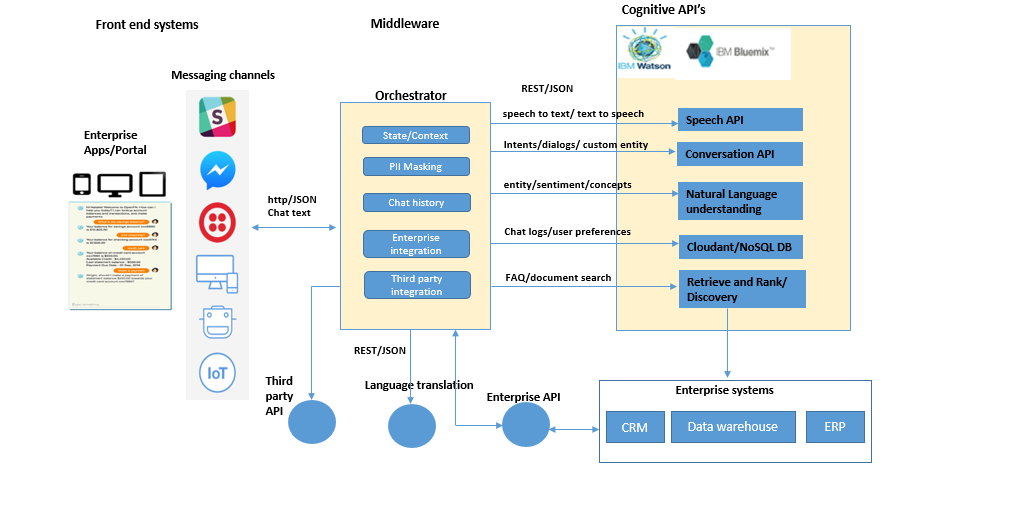 Cognitive API's
Front end systems
Middleware
IBM Watson
IBM Bluemix™
Messaging channels
REST/JSON
Orchestrator
S
speech to text/ text to speech
Speech API
Enterprise
Apps/Portal
State/Context
Intents/dialogs/ custom entity
Conversation API
PII Masking
entity/sentiment/concepts
Natural Language
understanding
http/JSON
Chat text
Chat history
Chat logs/user preferences
Cloudant/NoSQL DB
Enterprise
integration
FAQ/document search
Retrieve and Rank/
Discovery
Third party
integration
REST/JSON
IoT
Third
party
API
Language translation
Enterprise API
Enterprise systems
CRM
Data warehouse
ERP